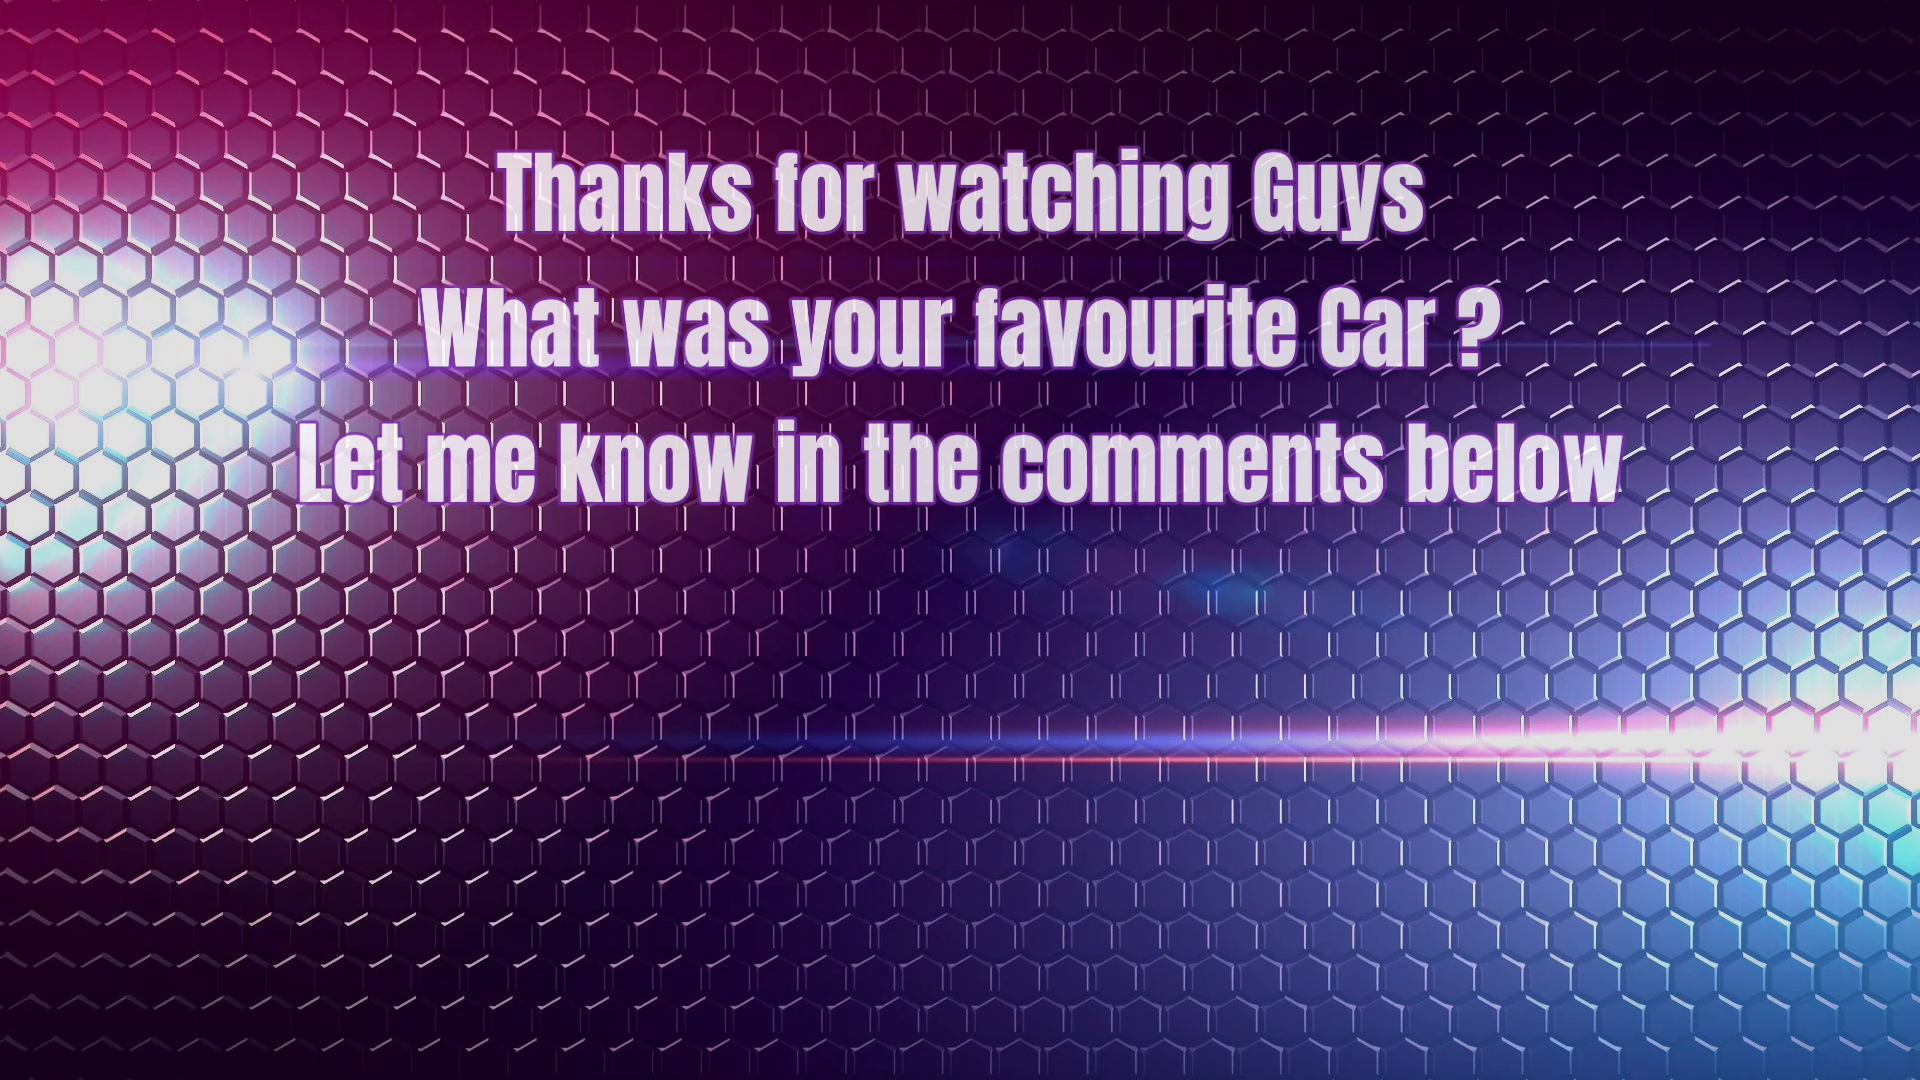 Thanks for watching Guys
What was your favourite Car ?
Let me know in the comments below